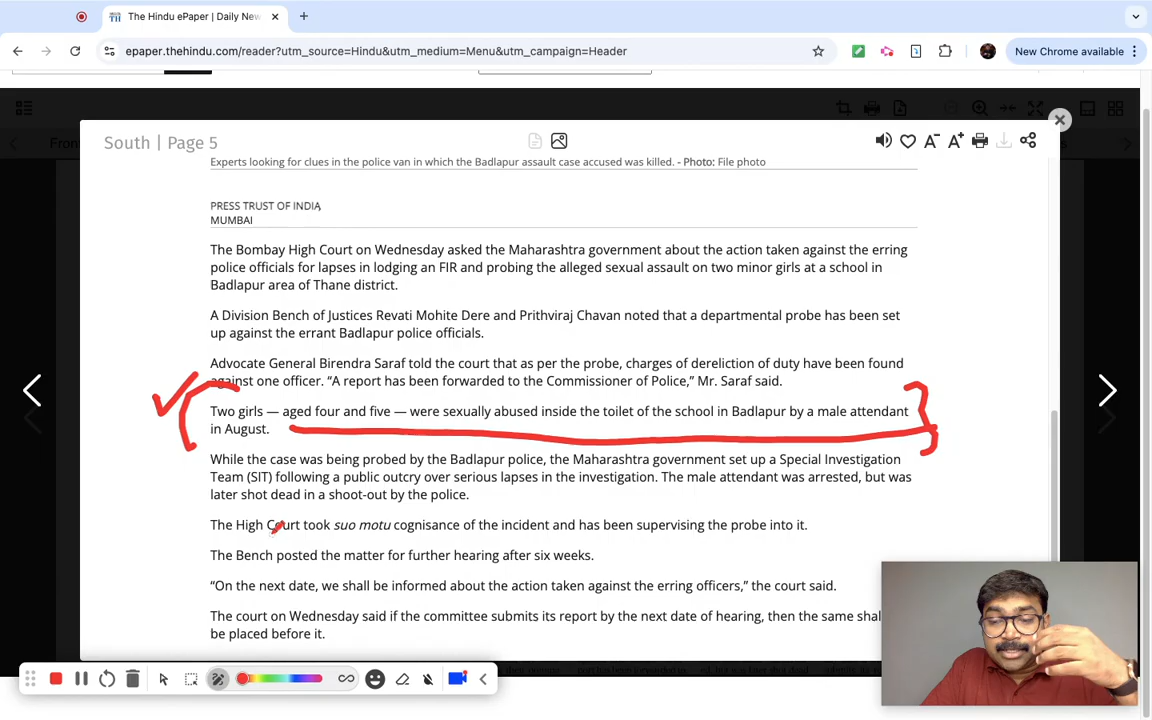 The Hindu ePaper | Daily New
epaper.thehindu.com/reader?utm_source=Hindu&utm_medium=Menu&utm_campaign=Header
New Chrome available
South | Page 5
A- A+
Experts looking for clues in the police van in which the Badlapur assault case accused was killed. - Photo: File photo
PRESS TRUST OF INDIA
MUMBAI
The Bombay High Court on Wednesday asked the Maharashtra government about the action taken against the erring
police officials for lapses in lodging an FIR and probing the alleged sexual assault on two minor girls at a school in
Badlapur area of Thane district.
A Division Bench of Justices Revati Mohite Dere and Prithviraj Chavan noted that a departmental probe has been set
up against the errant Badlapur police officials.
Advocate General Birendra Saraf told the court that as per the probe, charges of dereliction of duty have been found
against one officer. “A report has been forwarded to the Commissioner of Police,” Mr. Saraf said.
Two girls — aged four and five — were sexually abused inside the toilet of the school in Badlapur by a male attendant
in August.
While the case was being probed by the Badlapur police, the Maharashtra government set up a Special Investigation
Team (SIT) following a public outcry over serious lapses in the investigation. The male attendant was arrested, but was
later shot dead in a shoot-out by the police.
The High Court took suo motu cognisance of the incident and has been supervising the probe into it.
The Bench posted the matter for further hearing after six weeks.
“On the next date, we shall be informed about the action taken against the erring officers,” the court said.
The court on Wednesday said if the committee submits its report by the next date of hearing, then the same shal
be placed before it.